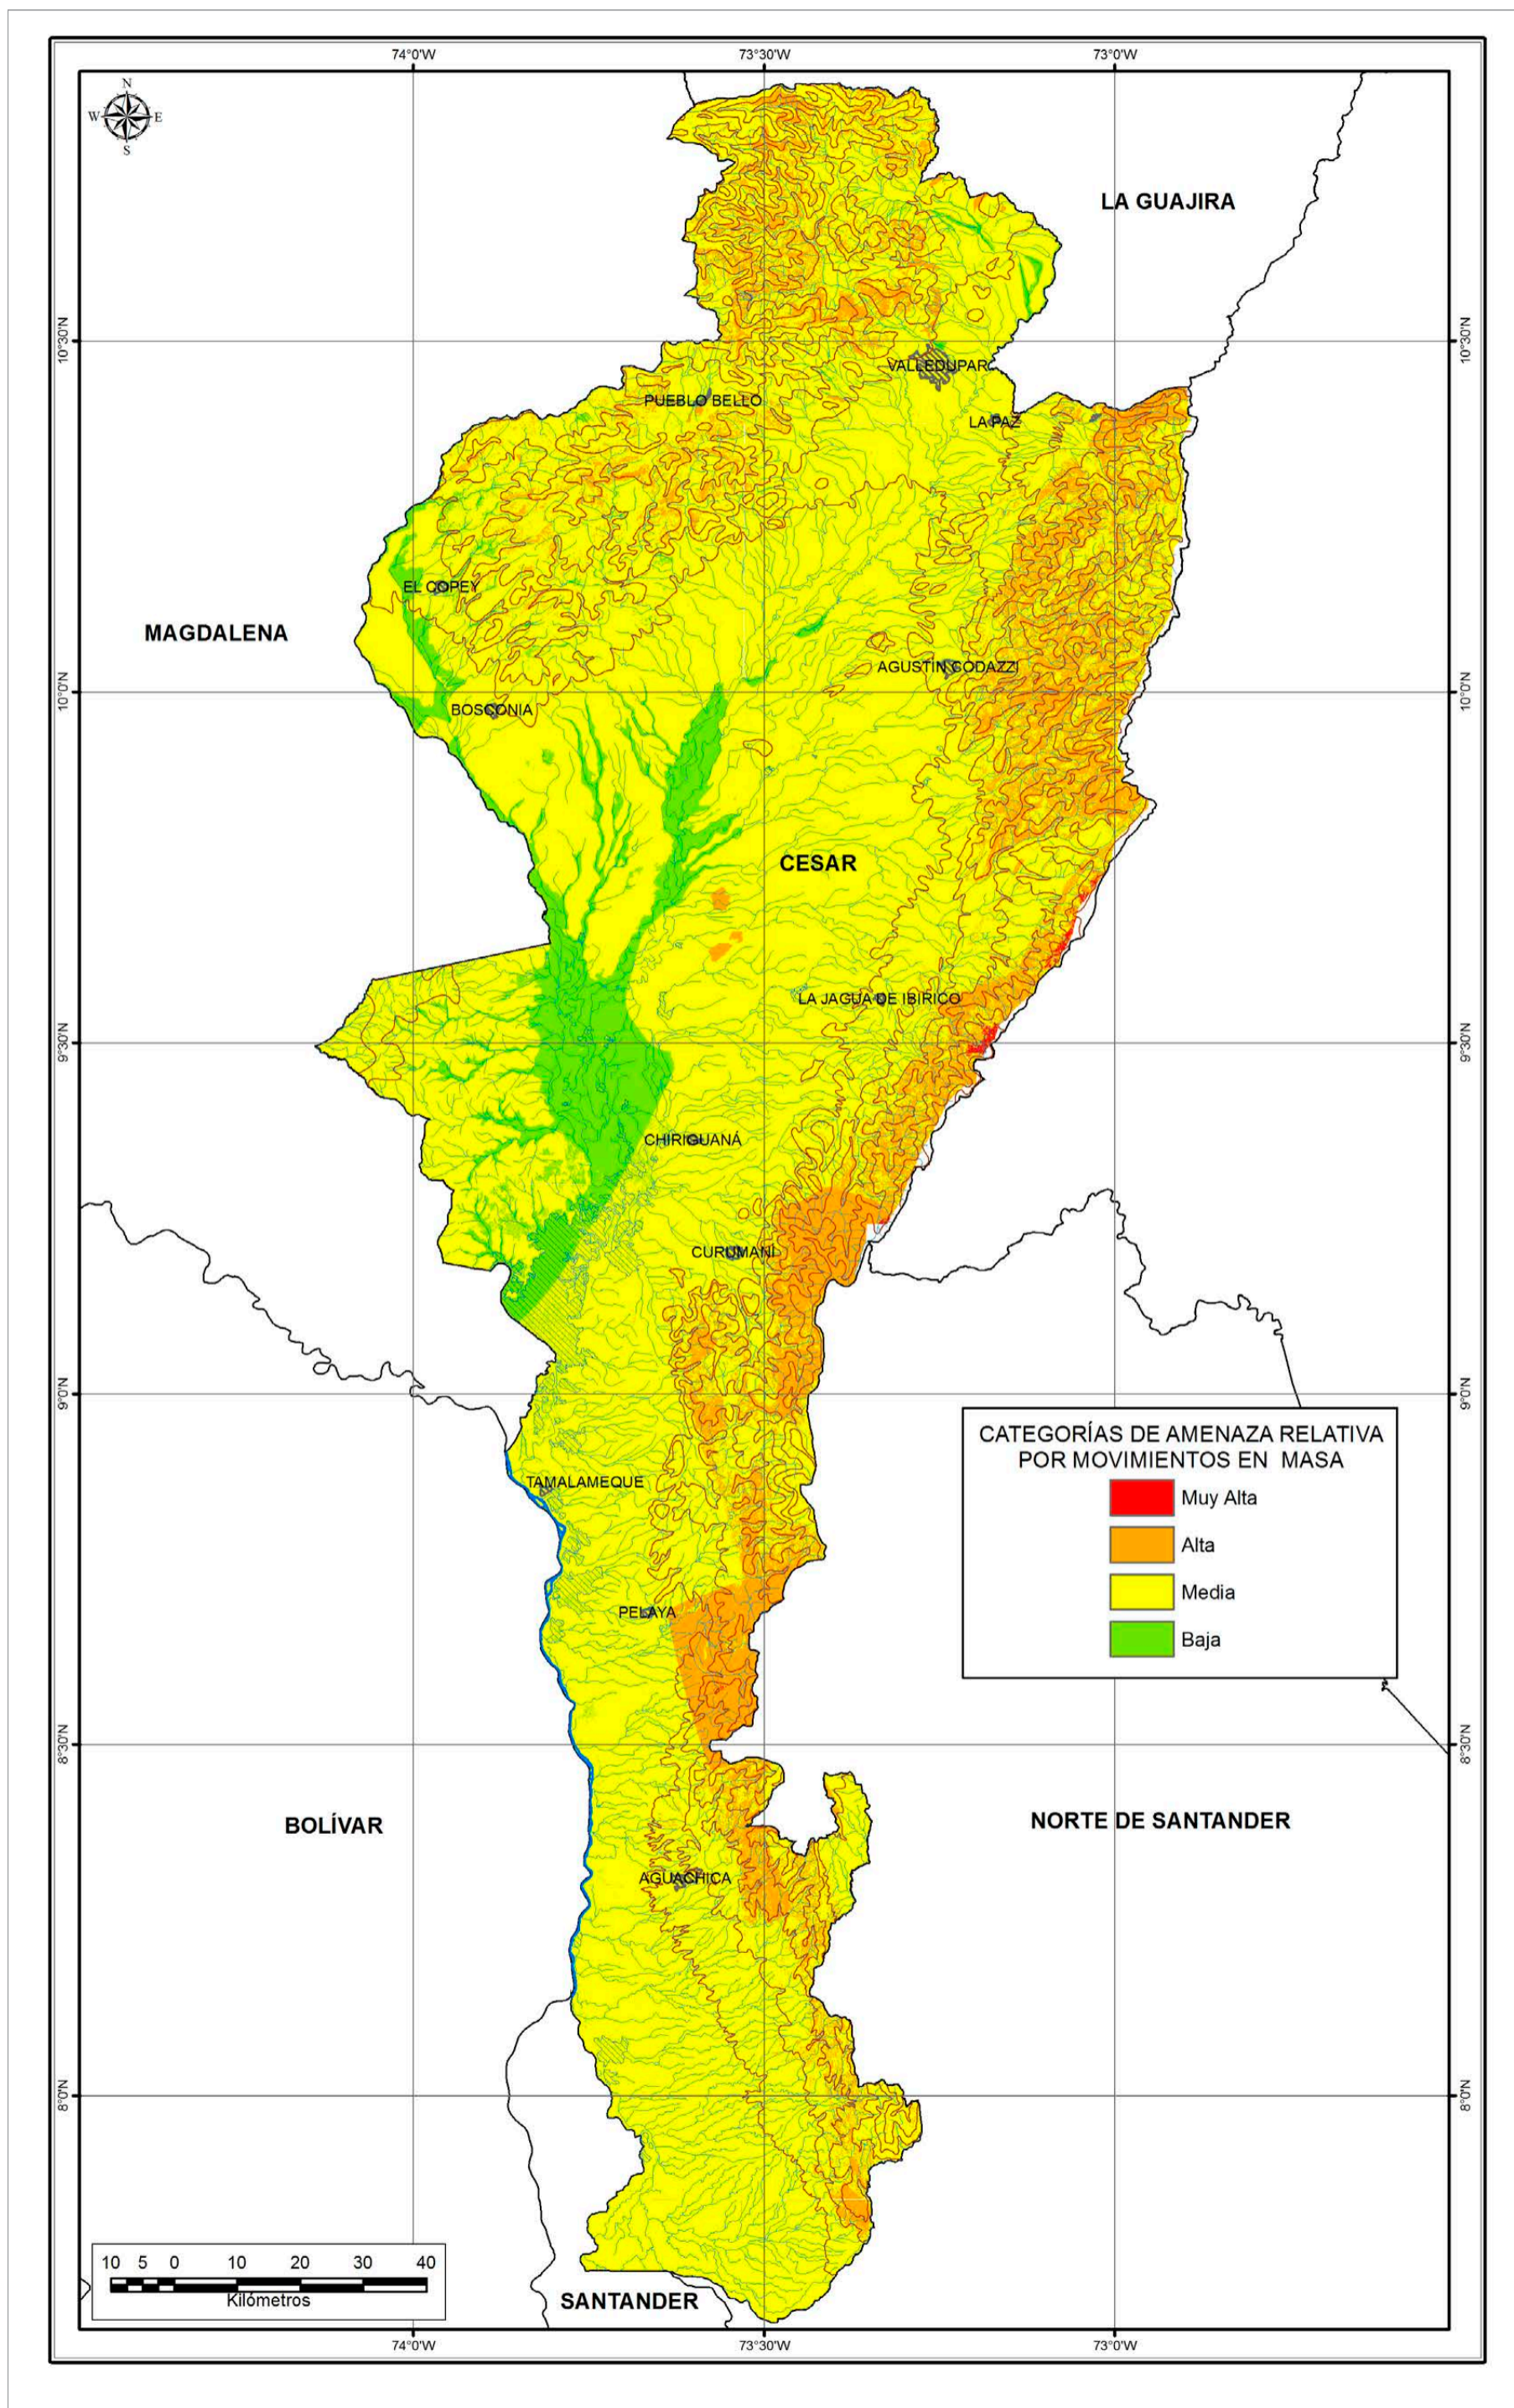 74°0'W 73°30'W 73°0'W
N
W E
S
LA GUAJIRA
10°30'N 10°30'N
VALLEDUPAR
PUEBLO BELLO
LA PAZ
EL COPEY
MAGDALENA
AGUSTÍN CODAZZI
10°0'N 10°0'N
BOSCONIA
CESAR
LA JAGUA DE IBIRICO
9°30'N 9°30'N
CHIRIGUANÁ
CURUMANÍ
9°0'N 9°0'N
CATEGORÍAS DE AMENAZA RELATIVA
POR MOVIMIENTOS EN MASA
Muy Alta
Alta
Media
Baja
TAMALAMEQUE
PELAYA
8°30'N 8°30'N
BOLÍVAR
NORTE DE SANTANDER
AGUACHICA
8°0'N 8°0'N
10 5 0 10 20 30 40
Kilómetros
SANTANDER
74°0'W 73°30'W 73°0'W